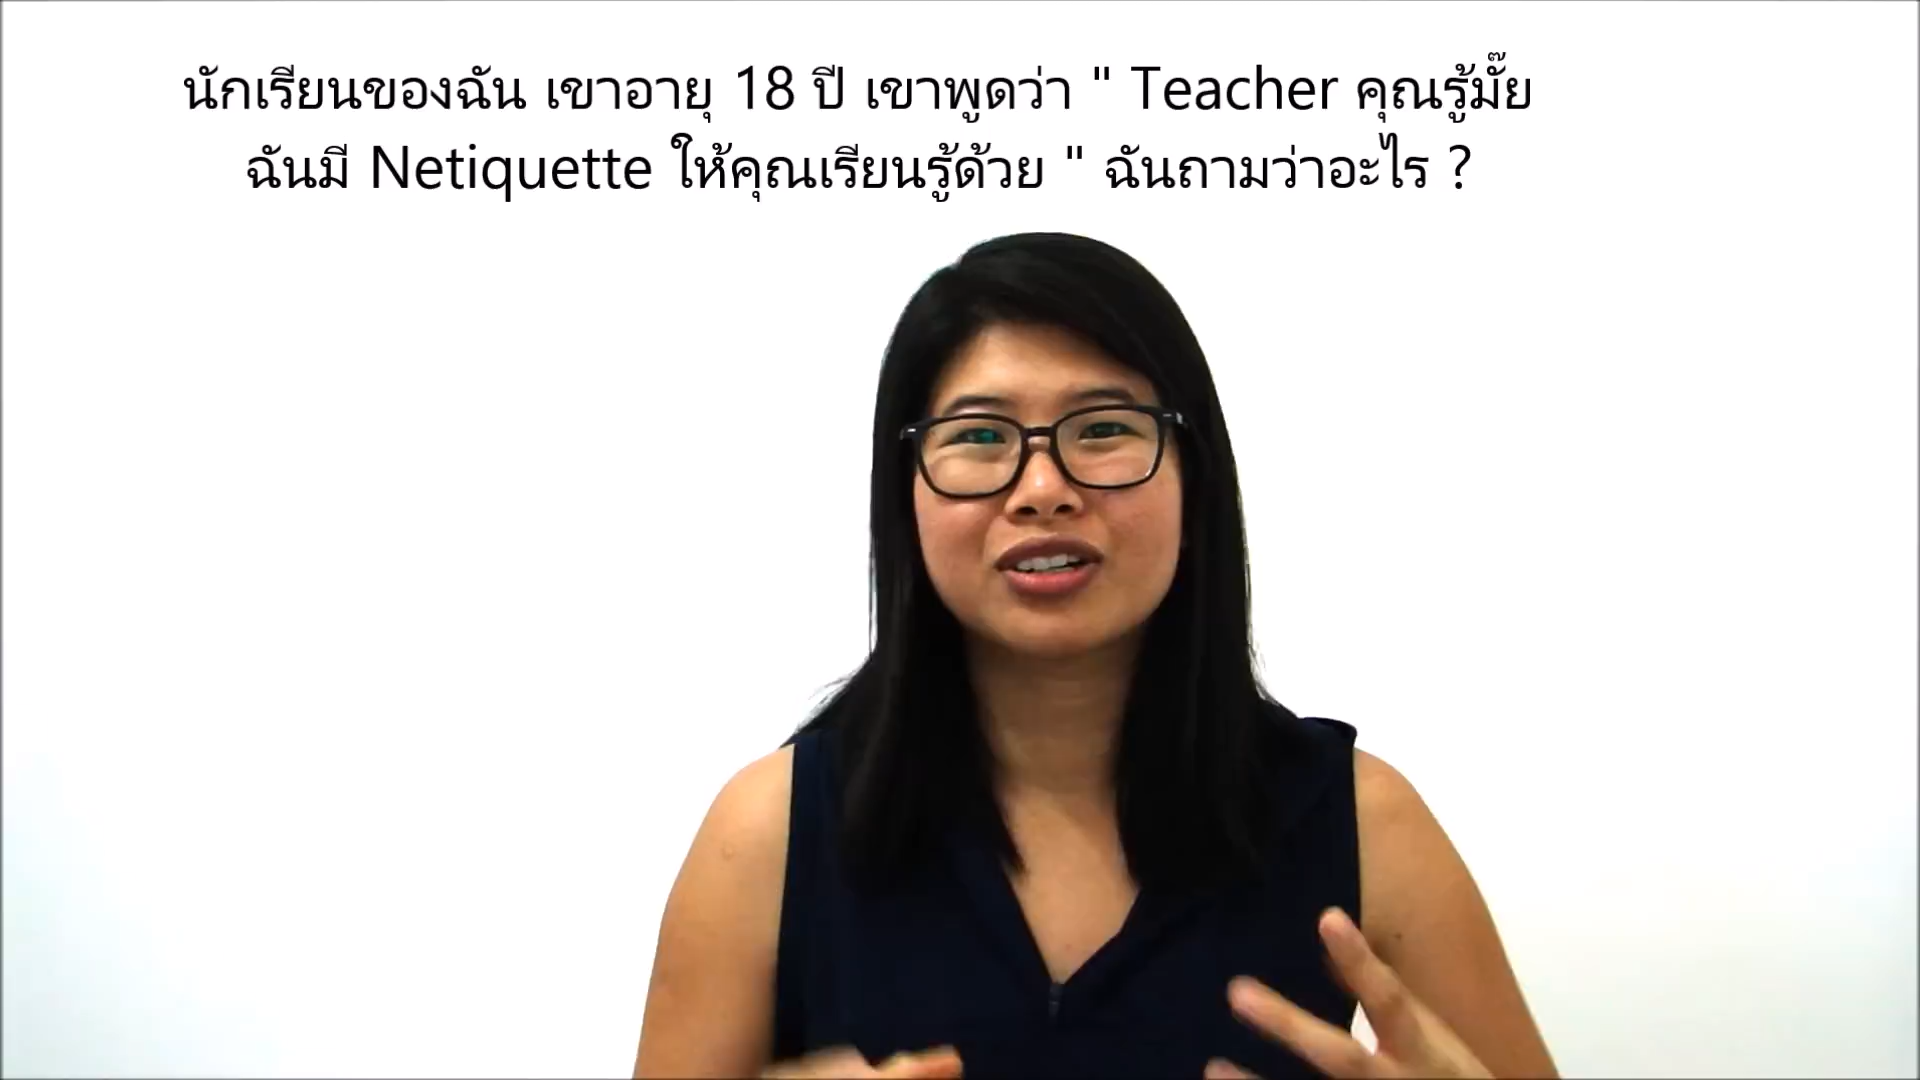 นักเรียนของฉัน เขาอายุ 18 ปี เขาพูดว่า " Teacher คุณรู้มั๊ย
ฉันมี Netiquette ให้คุณเรียนรู้ด้วย " ฉันถามว่าอะไร ?